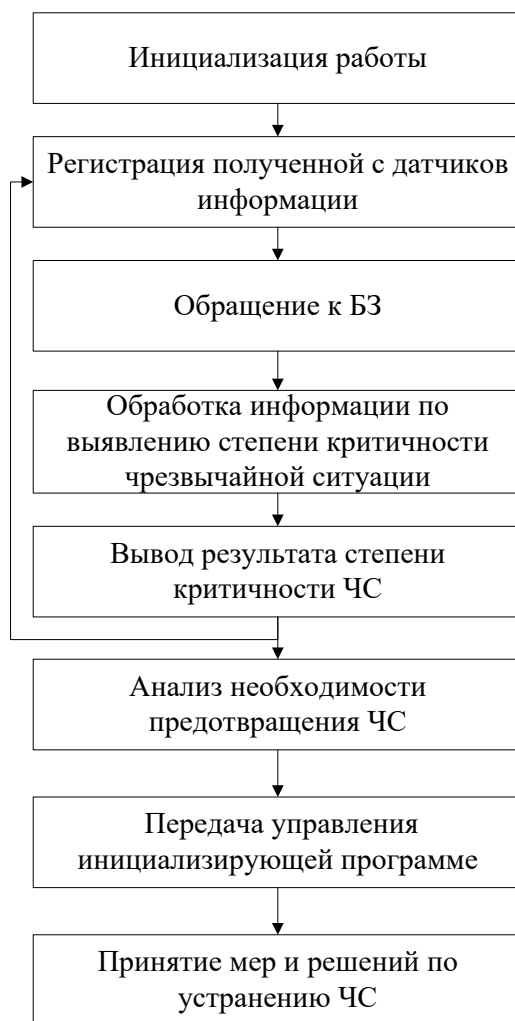 Инициализация работы
Регистрация полученной с датчиков
информации
Обращение к БЗ
Обработка информации по
выявлению степени критичности
чрезвычайной ситуации
Вывод результата степени
критичности ЧС
Анализ необходимости
предотвращения ЧС
Передача управления
инициализирующей программе
Принятие мер и решений по
устранению ЧС